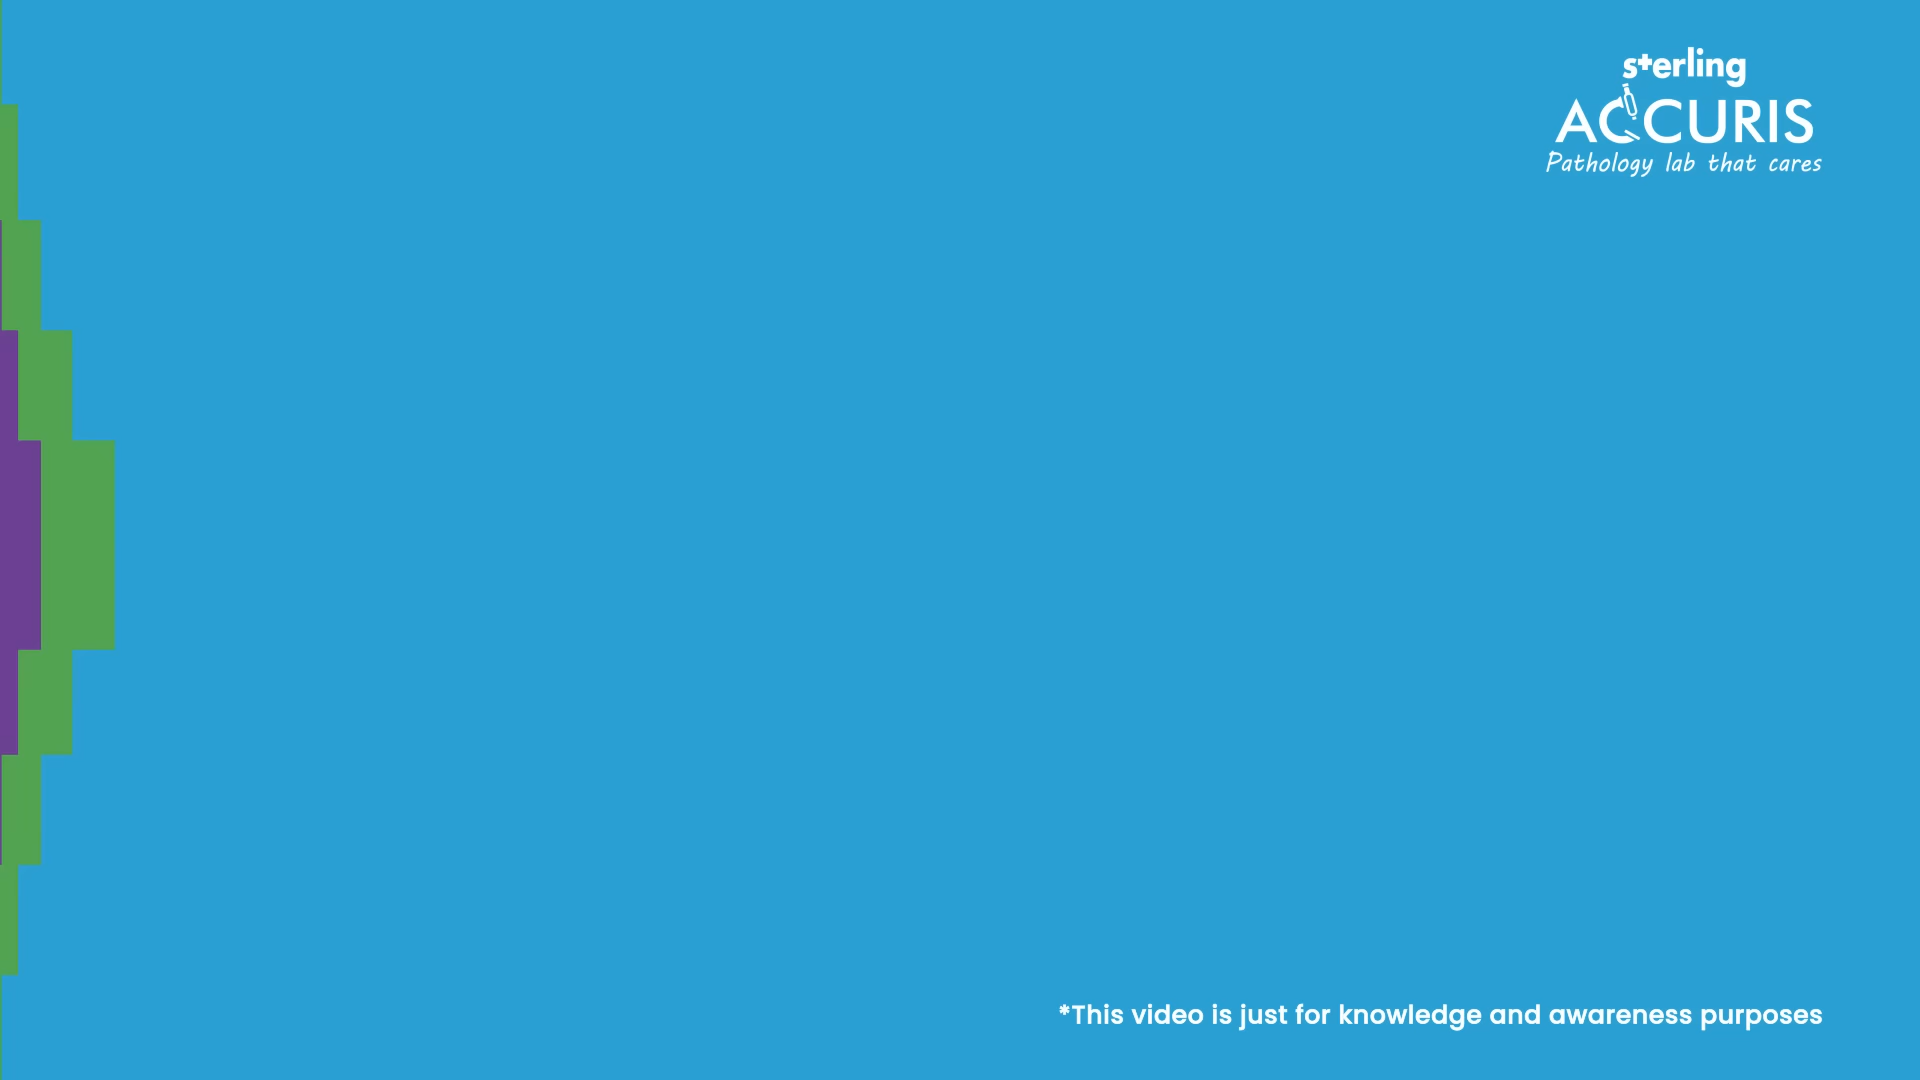 sterling
ACCURIS
Pathology lab that cares
*This video is just for knowledge and awareness purposes